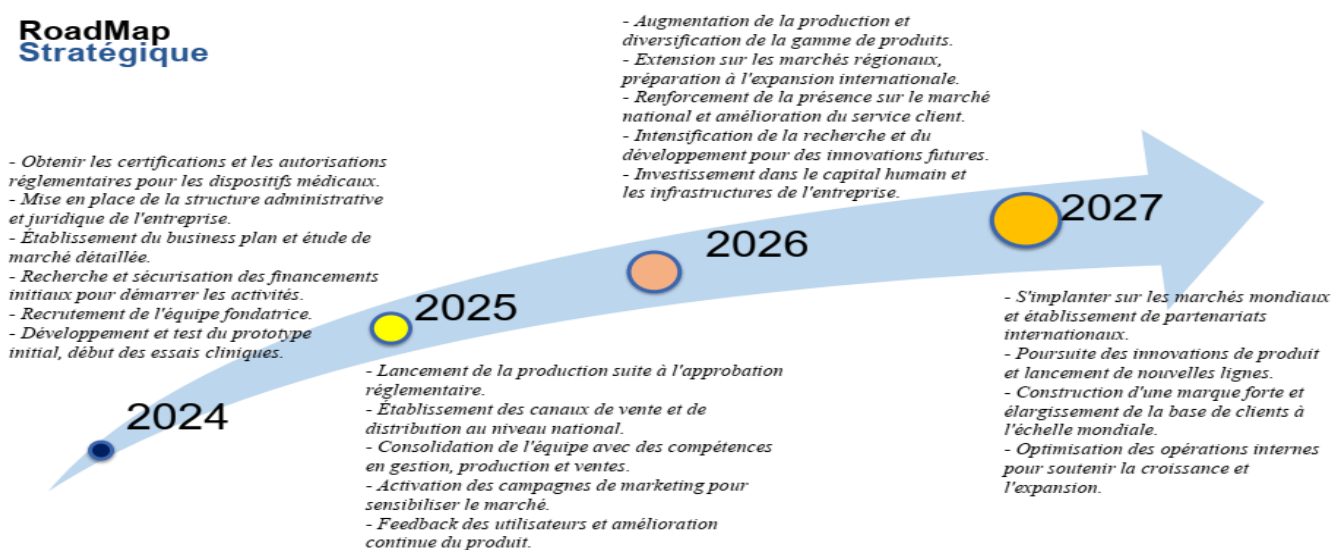 RoadMap
Stratégique
- Obtenir les certifications et les autorisations
réglementaires pour les dispositifs médicaux.
- Mise en place de la structure administrative
et juridique de l'entreprise.
- Établissement du business plan et étude de
marché détaillée.
- Recherche et sécurisation des financements
initiaux pour démarrer les activités.
- Recrutement de l'équipe fondatrice.
- Développement et test du prototype
initial, début des essais cliniques.
2024
2025
- Lancement de la production suite à l'approbation
réglementaire.
- Établissement des canaux de vente et de
distribution au niveau national.
- Consolidation de l'équipe avec des compétences
en gestion, production et ventes.
- Activation des campagnes de marketing pour
sensibiliser le marché.
- Feedback des utilisateurs et amélioration
continue du produit.
- Augmentation de la production et
diversification de la gamme de produits.
- Extension sur les marchés régionaux,
préparation à l'expansion internationale.
- Renforcement de la présence sur le marché
national et amélioration du service client.
- Intensification de la recherche et du
développement pour des innovations futures.
- Investissement dans le capital humain et
les infrastructures de l'entreprise.
2026
2027
- S'implanter sur les marchés mondiaux
et établissement de partenariats
internationaux.
- Poursuite des innovations de produit
et lancement de nouvelles lignes.
- Construction d'une marque forte et
élargissement de la base de clients à
l'échelle mondiale.
- Optimisation des opérations internes
pour soutenir la croissance et
l'expansion.